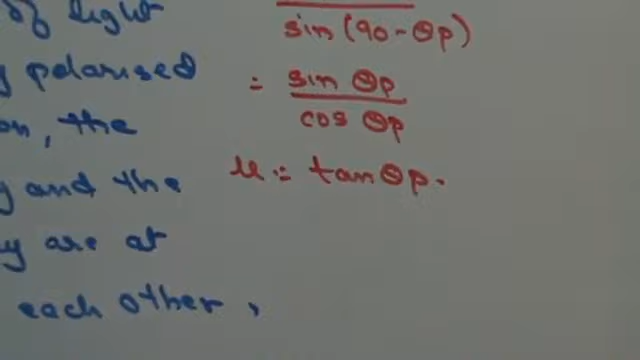 of light
polarised
the
and the
are at
each other,
sin (90 - θp)
= sin θp
cos θp
μ = tan θp.